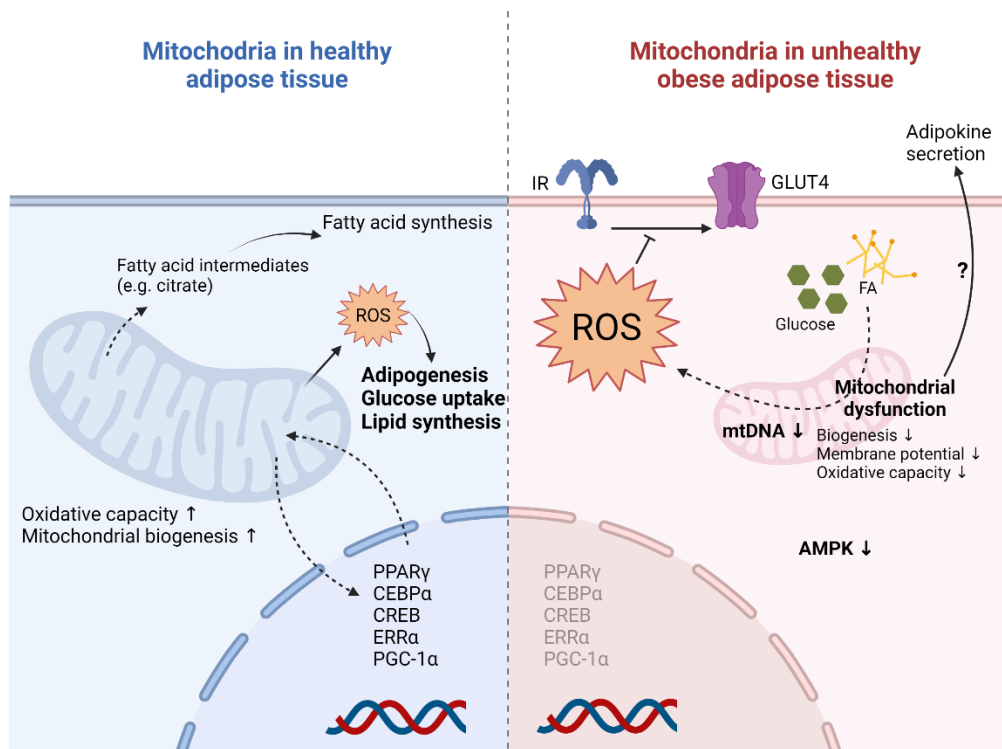 Mitochodria in healthy
adipose tissue
Fatty acid synthesis
Fatty acid intermediates
(e.g. citrate)
ROS
Adipogenesis
Glucose uptake
Lipid synthesis
Oxidative capacity ↑
Mitochondrial biogenesis ↑
PPARγ
CEBPα
CREB
ERRα
PGC-1α
Mitochondria in unhealthy
obese adipose tissue
Adipokine
secretion
IR
GLUT4
?
ROS
FA
Glucose
Mitochondrial
dysfunction
mtDNA ↓
Biogenesis ↓
Membrane potential ↓
Oxidative capacity ↓
AMPK ↓
PPARγ
CEBPα
CREB
ERRα
PGC-1α